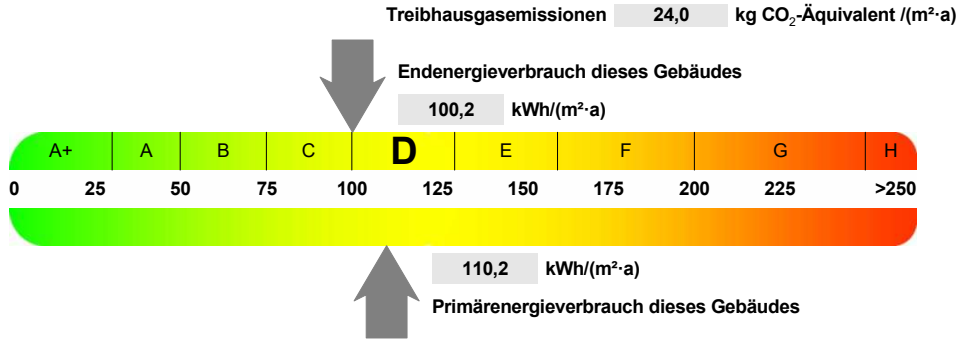 Treibhausgasemissionen 24,0 kg CO₂-Äquivalent /(m²·a)
Endenergieverbrauch dieses Gebäudes
100,2 kWh/(m²·a)
A+ A B C D E F G H
0 25 50 75 100 125 150 175 200 225 >250
110,2 kWh/(m²·a)
Primärenergieverbrauch dieses Gebäudes